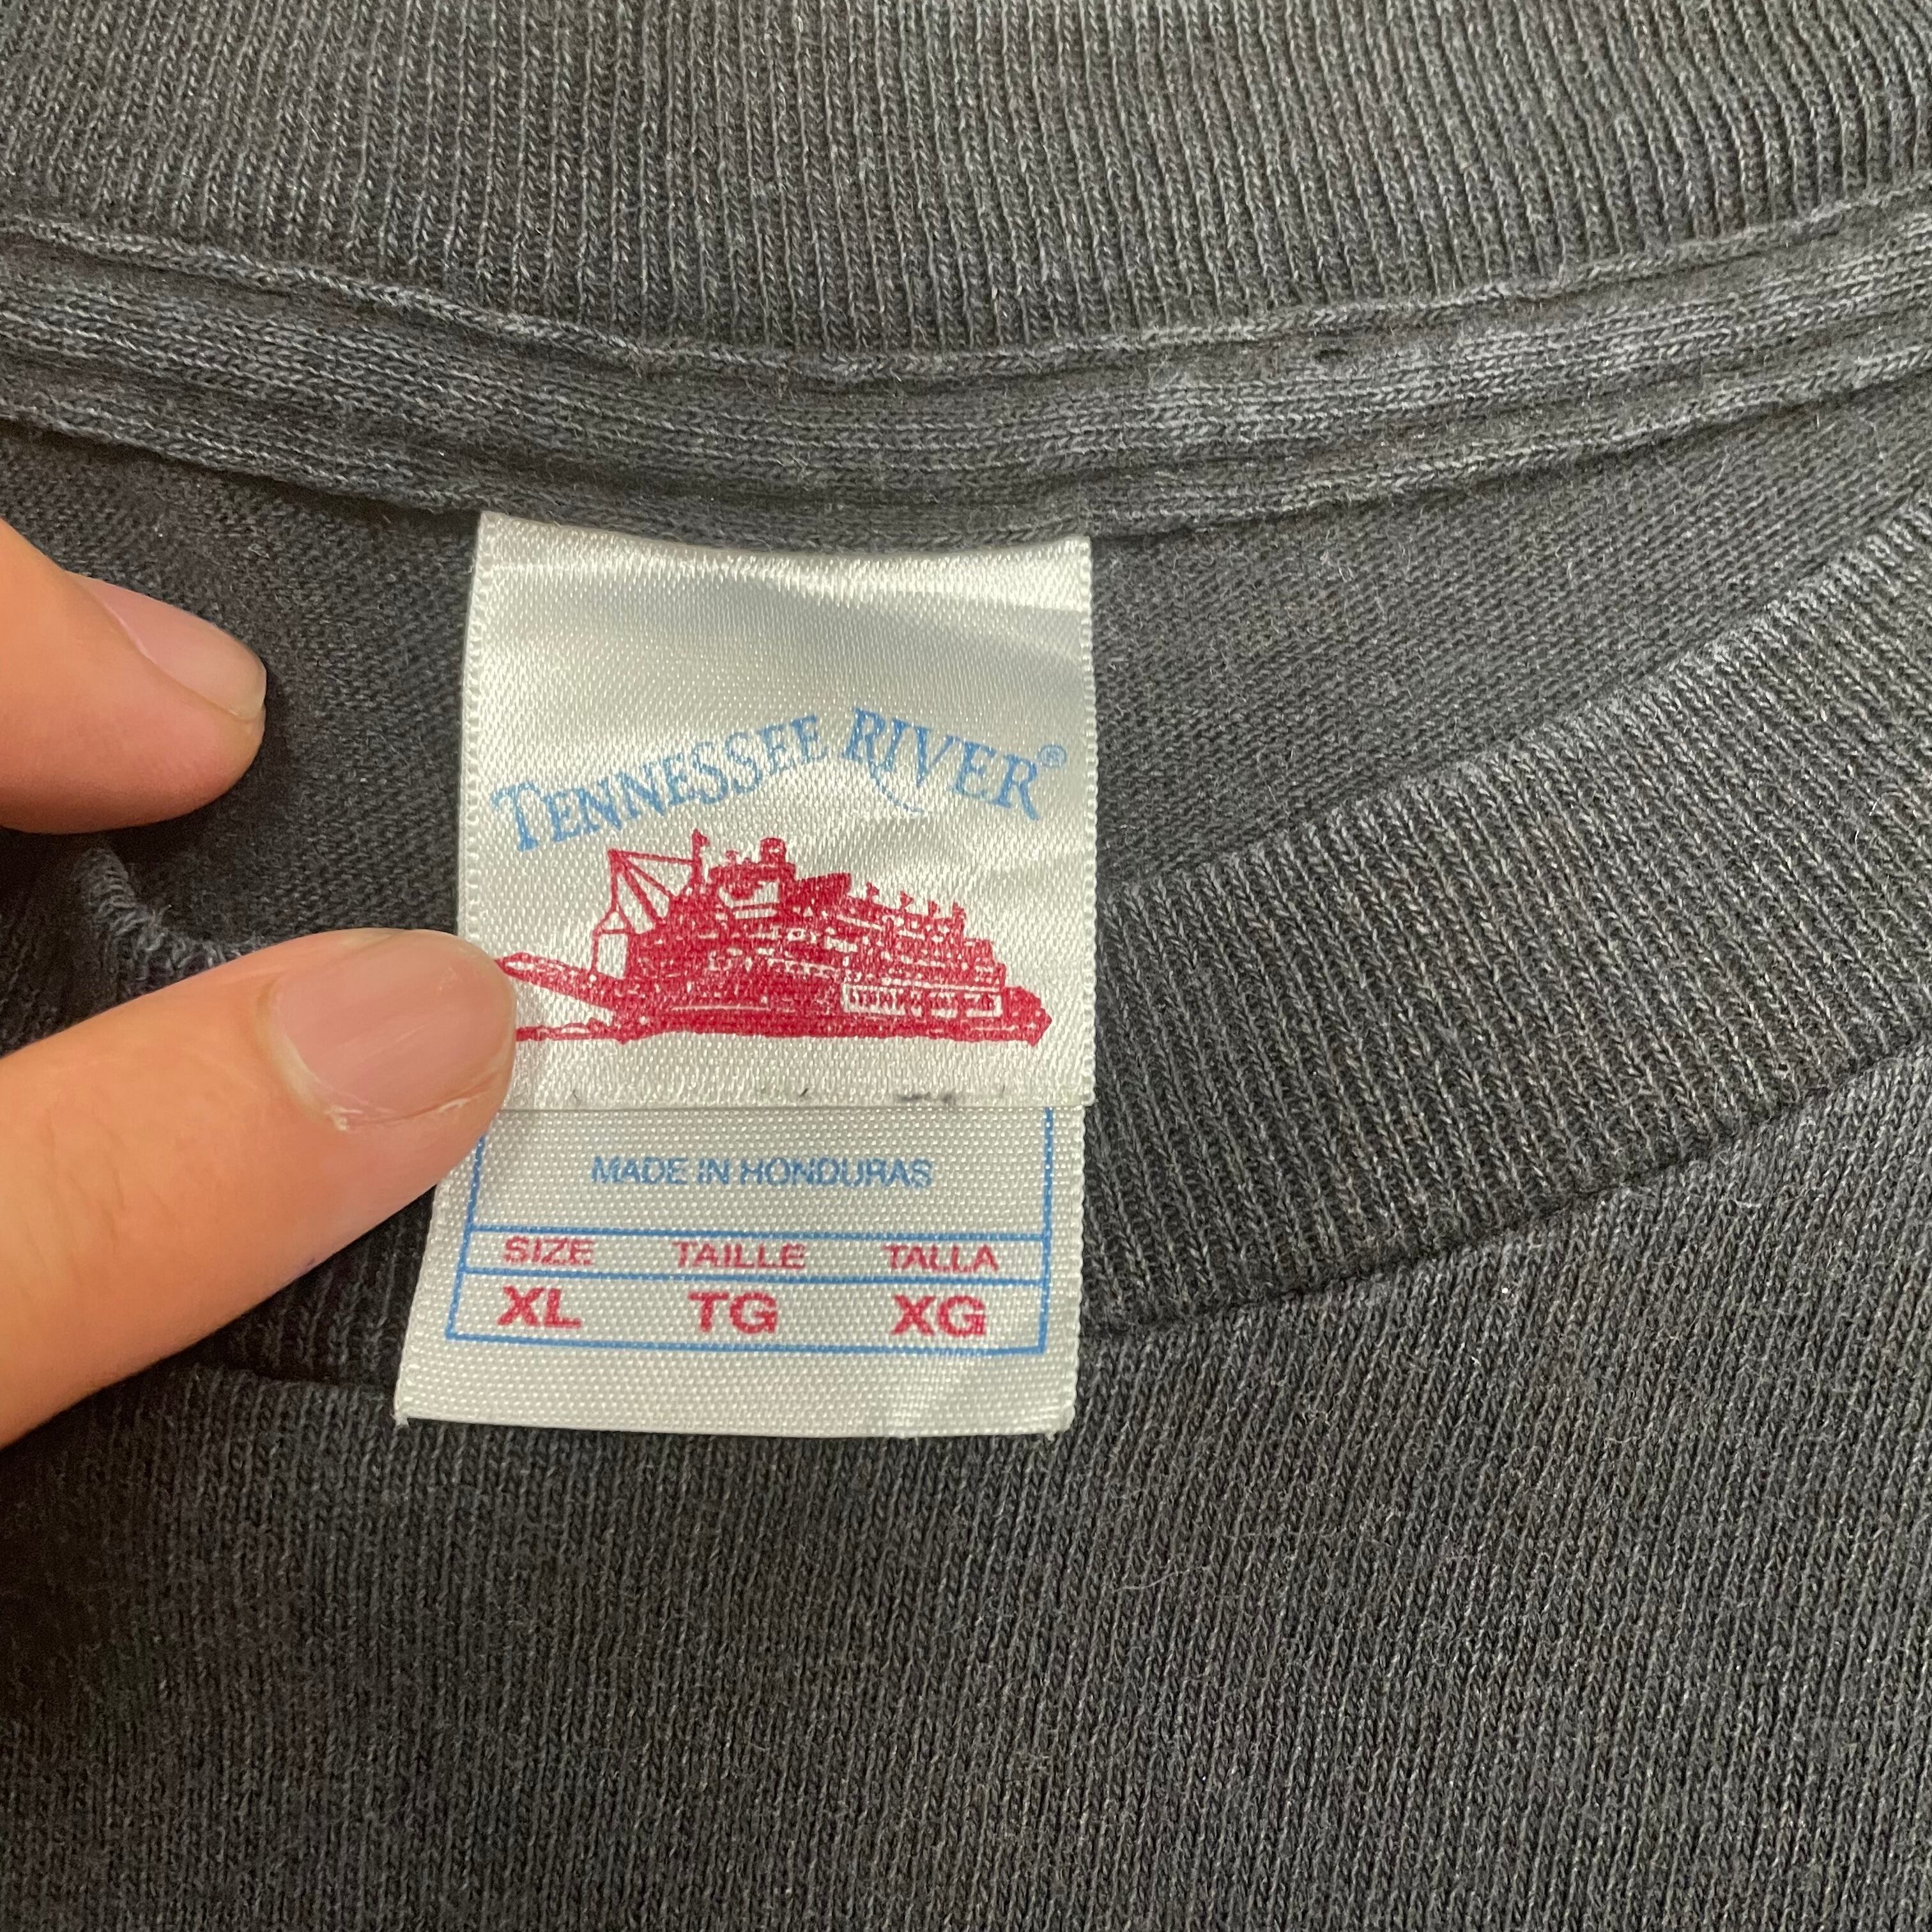 TENNESSEE RIVER®
MADE IN HONDURAS
SIZE TAILLE TALLA
XL TG XG